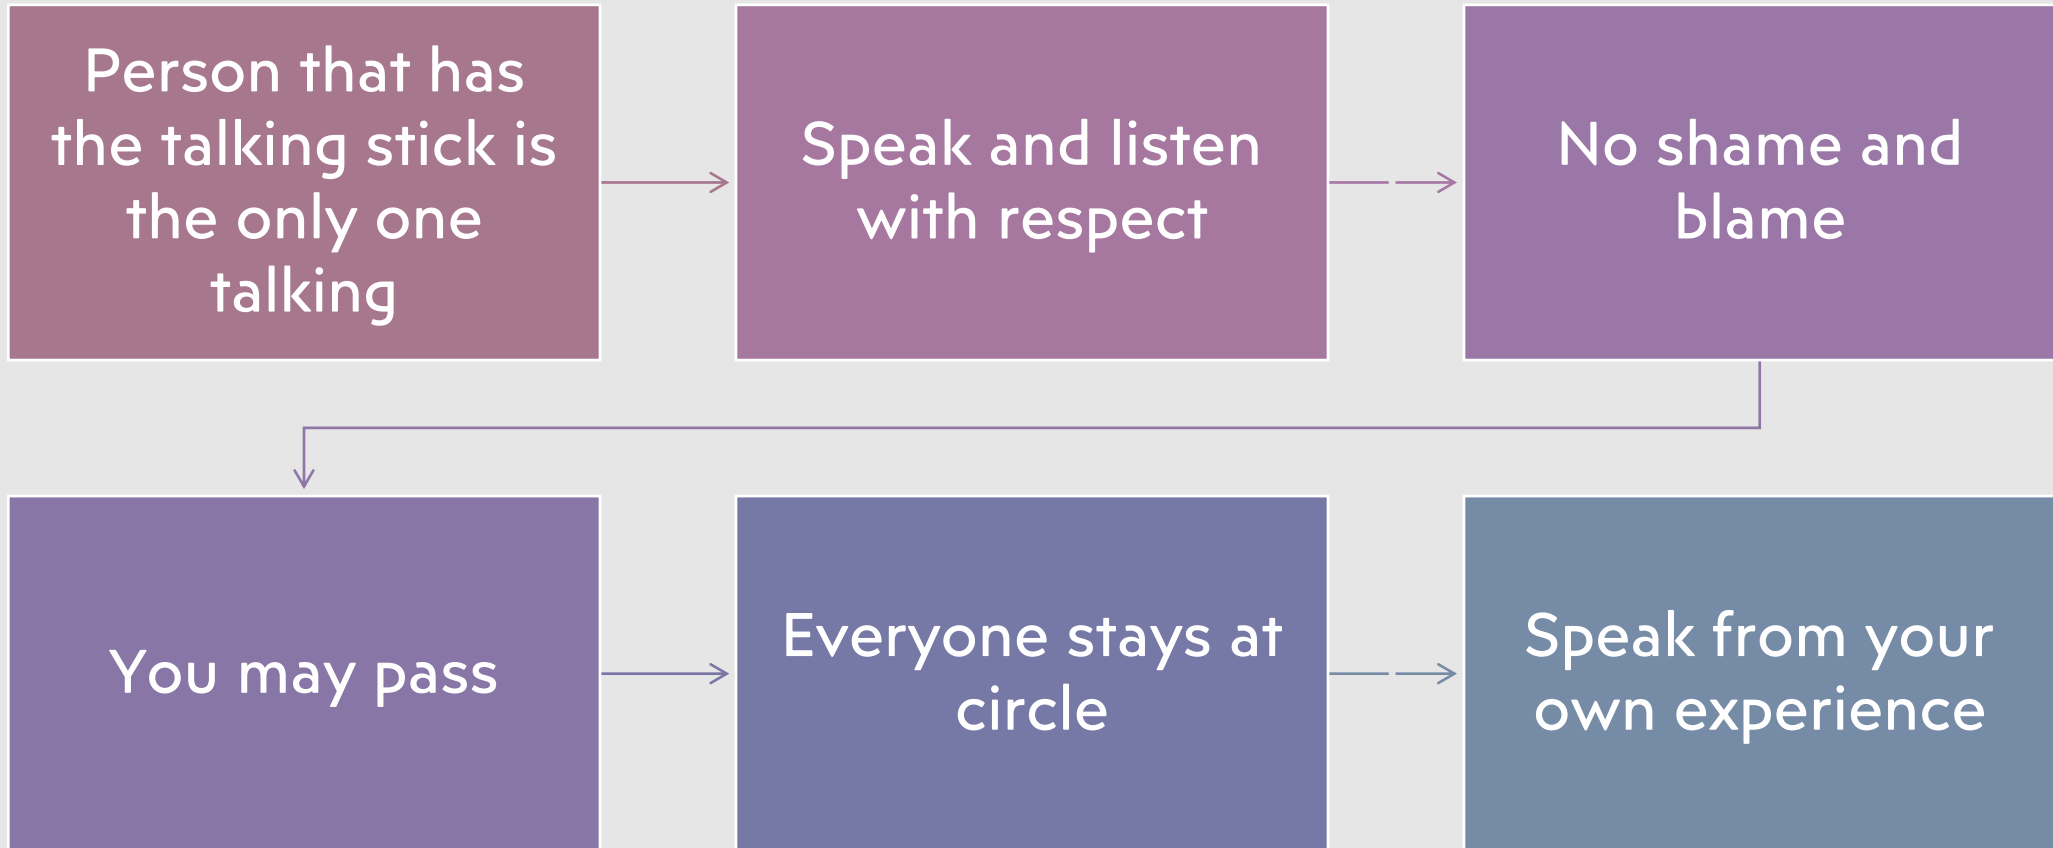 Person that has
the talking stick is
the only one
talking
Speak and listen
with respect
No shame and
blame
You may pass
Everyone stays at
circle
Speak from your
own experience